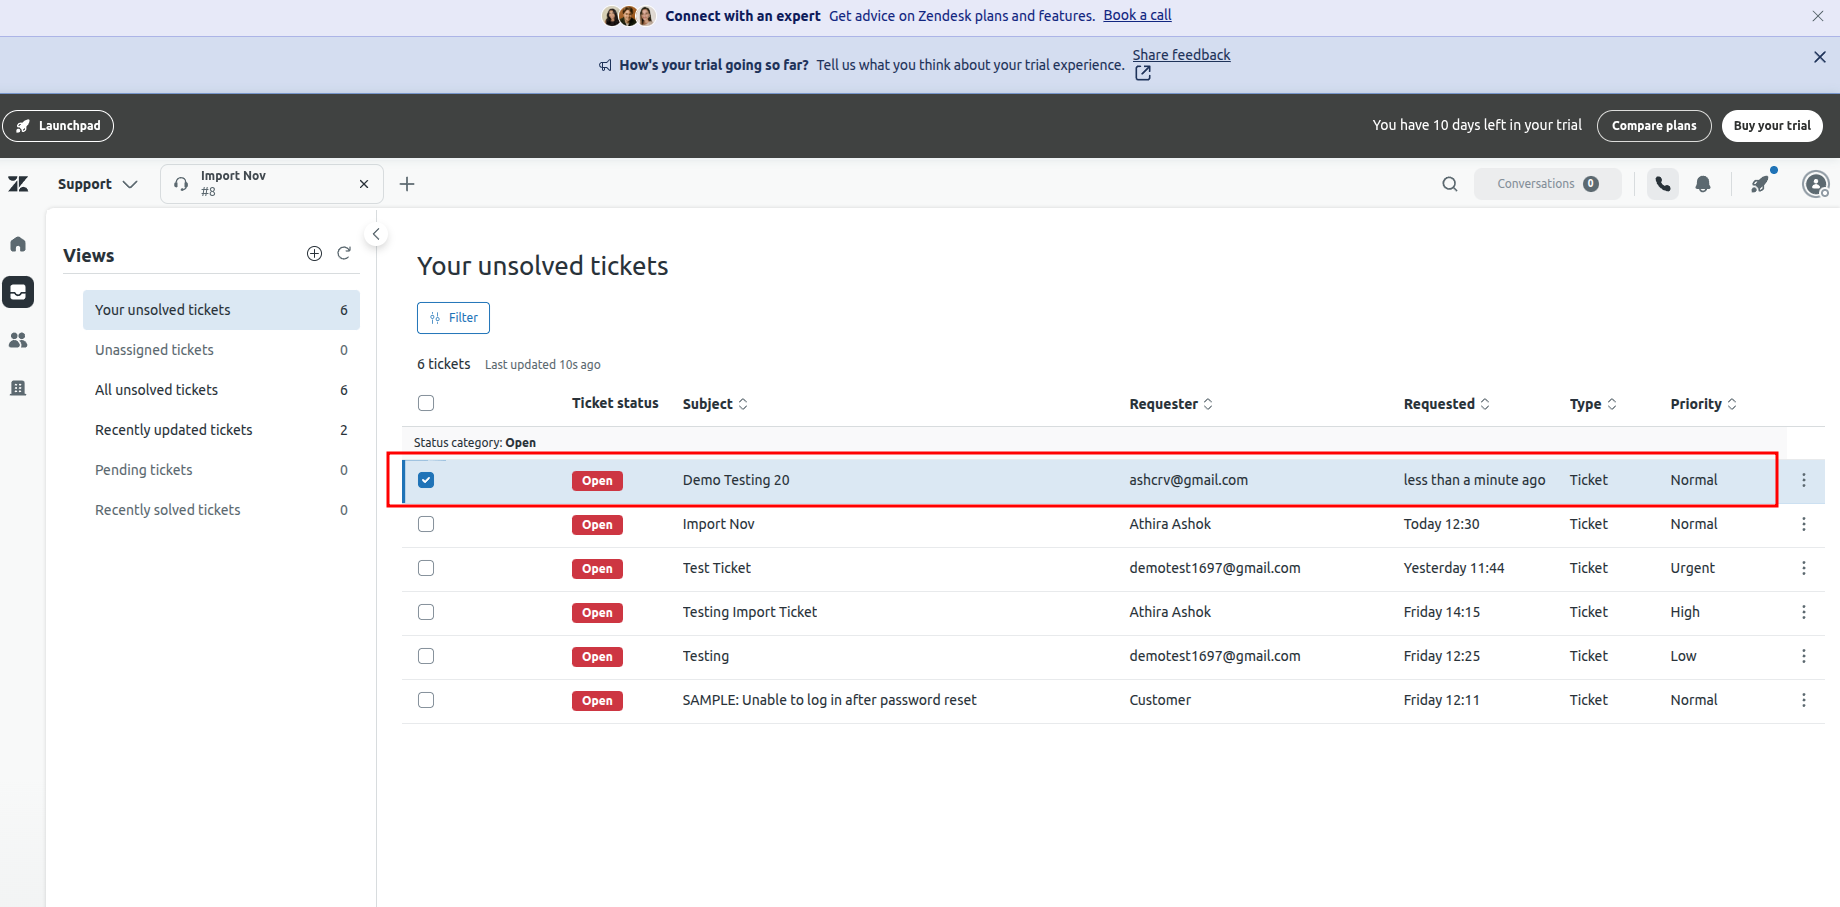 Connect with an expert Get advice on Zendesk plans and features. Book a call
How's your trial going so far? Tell us what you think about your trial experience. Share feedback
Launchpad
You have 10 days left in your trial Compare plans Buy your trial
Support
Import Nov
#8
Conversations 0
Views
Your unsolved tickets 6
Unassigned tickets 0
All unsolved tickets 6
Recently updated tickets 2
Pending tickets 0
Recently solved tickets 0
Your unsolved tickets
Filter
6 tickets Last updated 10s ago
Ticket status Subject Requester Requested Type Priority
Status category: Open
Open Demo Testing 20 ashcrv@gmail.com less than a minute ago Ticket Normal
Open Import Nov Athira Ashok Today 12:30 Ticket Normal
Open Test Ticket demotest1697@gmail.com Yesterday 11:44 Ticket Urgent
Open Testing Import Ticket Athira Ashok Friday 14:15 Ticket High
Open Testing demotest1697@gmail.com Friday 12:25 Ticket Low
Open SAMPLE: Unable to log in after password reset Customer Friday 12:11 Ticket Normal